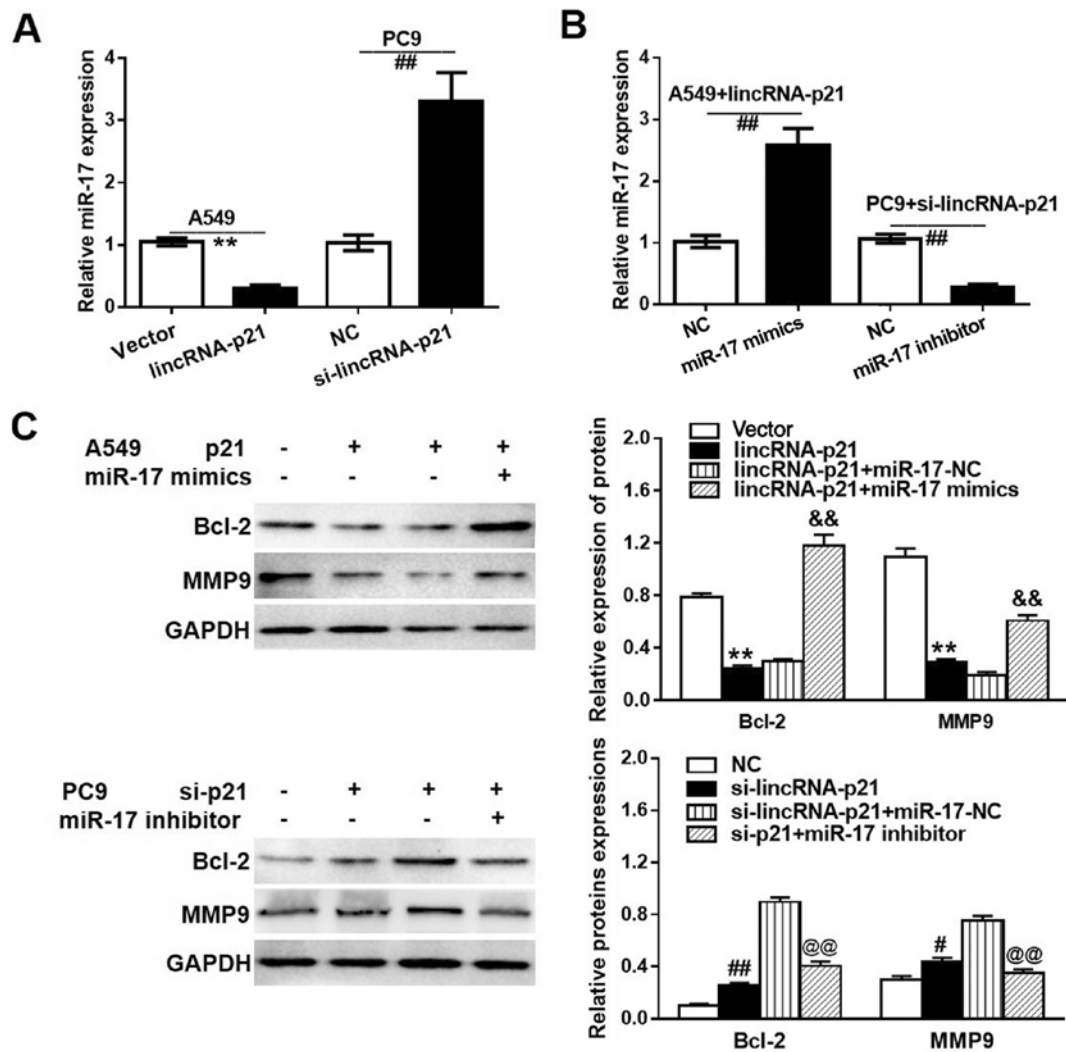 A
Relative miR-17 expression
4
3
2
1
0
A549
**
PC9
##
Vector
lincRNA-p21
NC
si-lincRNA-p21
B
Relative miR-17 expression
4
3
2
1
0
A549+lincRNA-p21
##
PC9+si-lincRNA-p21
##
NC
miR-17 mimics
NC
miR-17 inhibitor
C
A549 p21 - + + +
miR-17 mimics - - - +
Bcl-2
MMP9
GAPDH
Relative expression of protein
2.0
1.6
1.2
0.8
0.4
0.0
Vector
lincRNA-p21
lincRNA-p21+miR-17-NC
lincRNA-p21+miR-17 mimics
** && ** &&
Bcl-2 MMP9
PC9 si-p21 - + + +
miR-17 inhibitor - - - +
Bcl-2
MMP9
GAPDH
Relative proteins expressions
2.0
1.6
1.2
0.8
0.4
0.0
NC
si-lincRNA-p21
si-lincRNA-p21+miR-17-NC
si-p21+miR-17 inhibitor
## @@ # @@
Bcl-2 MMP9